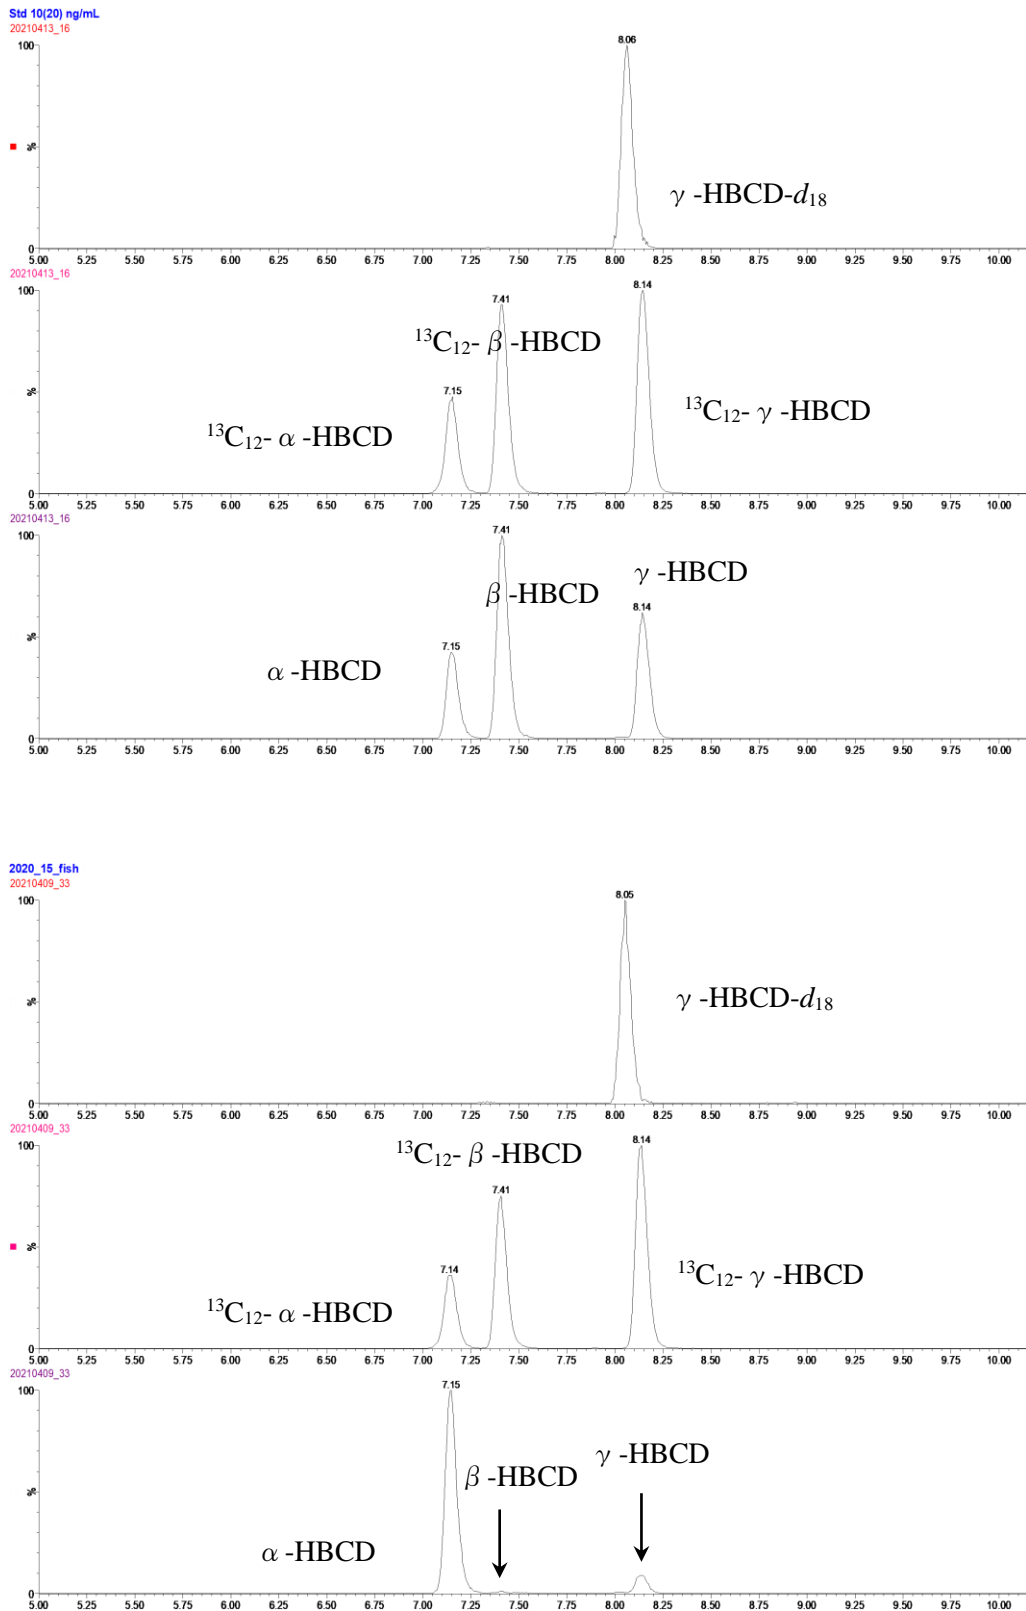 Std 10(20) ng/mL
20210413_16
100
8.06
%
γ -HBCD-d18
0
5.00 5.25 5.50 5.75 6.00 6.25 6.50 6.75 7.00 7.25 7.50 7.75 8.00 8.25 8.50 8.75 9.00 9.25 9.50 9.75 10.00
20210413_16
100
8.14
7.41
13C12- β -HBCD
%
7.15
13C12- γ -HBCD
13C12- α -HBCD
0
5.00 5.25 5.50 5.75 6.00 6.25 6.50 6.75 7.00 7.25 7.50 7.75 8.00 8.25 8.50 8.75 9.00 9.25 9.50 9.75 10.00
20210413_16
100
7.41
γ -HBCD
β -HBCD
8.14
%
7.15
α -HBCD
0
5.00 5.25 5.50 5.75 6.00 6.25 6.50 6.75 7.00 7.25 7.50 7.75 8.00 8.25 8.50 8.75 9.00 9.25 9.50 9.75 10.00
2020_15_fish
20210409_33
100
8.05
%
γ -HBCD-d18
0
5.00 5.25 5.50 5.75 6.00 6.25 6.50 6.75 7.00 7.25 7.50 7.75 8.00 8.25 8.50 8.75 9.00 9.25 9.50 9.75 10.00
20210409_33
100
8.14
13C12- β -HBCD
7.41
%
7.14
13C12- γ -HBCD
13C12- α -HBCD
0
5.00 5.25 5.50 5.75 6.00 6.25 6.50 6.75 7.00 7.25 7.50 7.75 8.00 8.25 8.50 8.75 9.00 9.25 9.50 9.75 10.00
20210409_33
100
7.15
γ -HBCD
β -HBCD
%
α -HBCD
0
5.00 5.25 5.50 5.75 6.00 6.25 6.50 6.75 7.00 7.25 7.50 7.75 8.00 8.25 8.50 8.75 9.00 9.25 9.50 9.75 10.00